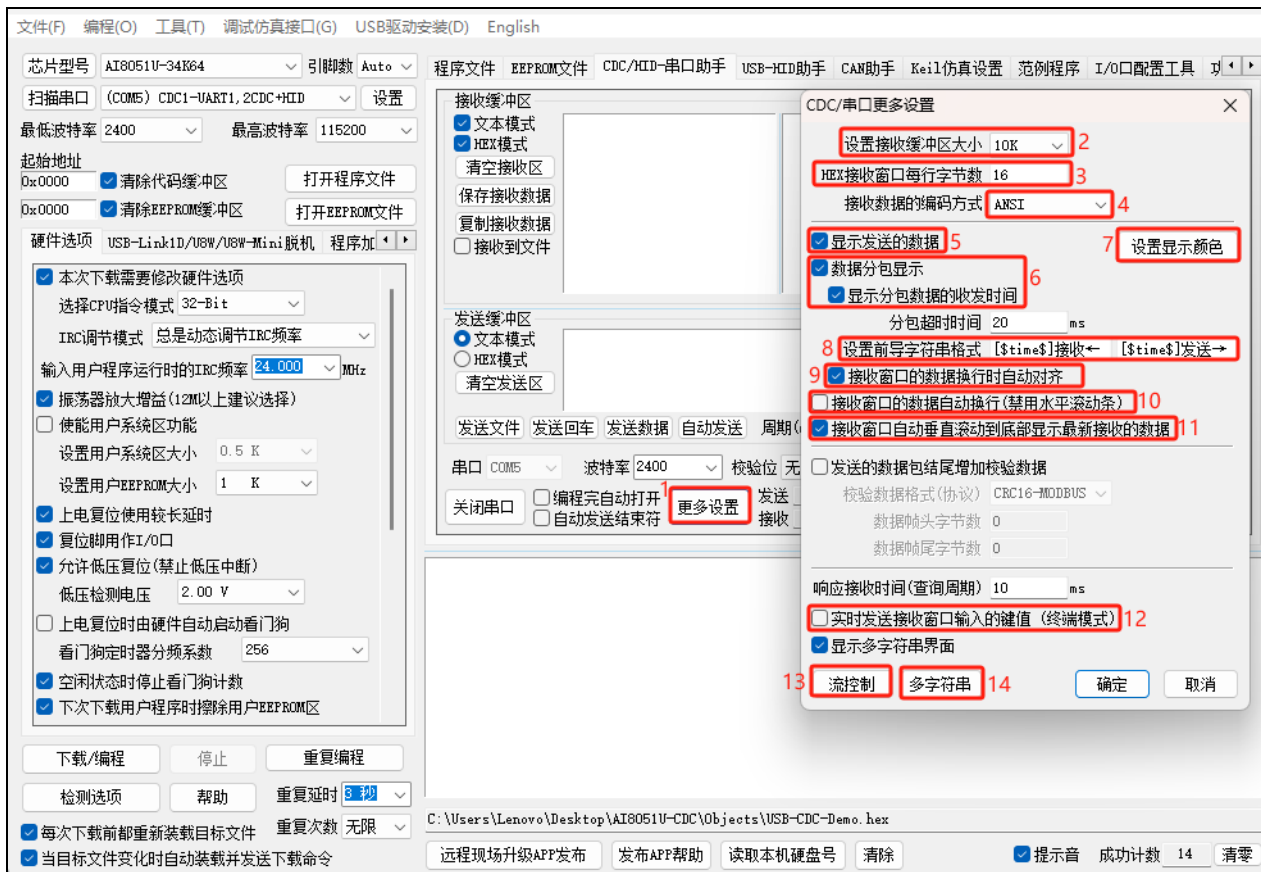 文件(F) 编程(O) 工具(T) 调试仿真接口(G) USB驱动安装(D) English
芯片型号 AI8051U-34K64 引脚数 Auto
扫描串口 (COM5) CDC1-UART1,2CDC+HID 设置
最低波特率 2400 最高波特率 115200
起始地址
0x0000 清除代码缓冲区 打开程序文件
0x0000 清除EEPROM缓冲区 打开EEPROM文件
硬件选项 USB-Link1D/U8W/U8W-Mini脱机 程序加
本次下载需要修改硬件选项
选择CPU指令模式 32-Bit
IRC调节模式 总是动态调节IRC频率
输入用户程序运行时的IRC频率 24.000 MHz
振荡器放大增益(12M以上建议选择)
使能用户系统区功能
设置用户系统区大小 0.5 K
设置用户EEPROM大小 1 K
上电复位使用较长延时
复位脚用作I/O口
允许低压复位(禁止低压中断)
低压检测电压 2.00 V
上电复位时由硬件自动启动看门狗
看门狗定时器分频系数 256
空闲状态时停止看门狗计数
下次下载用户程序时擦除用户EEPROM区
下载/编程 停止 重复编程
检测选项 帮助 重复延时 3 秒
每次下载前都重新装载目标文件 重复次数 无限
当目标文件变化时自动装载并发送下载命令
程序文件 EEPROM文件 CDC/HID-串口助手 USB-HID助手 CAN助手 Keil仿真设置 范例程序 I/O口配置工具
接收缓冲区
文本模式
HEX模式
清空接收区
保存接收数据
复制接收数据
接收到文件
发送缓冲区
文本模式
HEX模式
清空发送区
发送文件 发送回车 发送数据 自动发送 周期(
串口 COM5 波特率 2400 校验位 无
关闭串口 编程完自动打开 1 更多设置 发送
自动发送结束符 接收
CDC/串口更多设置
设置接收缓冲区大小 10K 2
HEX接收窗口每行字节数 16 3
接收数据的编码方式 ANSI 4
显示发送的数据 5 7 设置显示颜色
数据分包显示
显示分包数据的收发时间 6
分包超时时间 20 ms
8 设置前导字符串格式 [$time$]接收← [$time$]发送→
9 接收窗口的数据换行时自动对齐
接收窗口的数据自动换行(禁用水平滚动条) 10
接收窗口自动垂直滚动到底部显示最新接收的数据 11
发送的数据包结尾增加校验数据
校验数据格式(协议) CRC16-MODBUS
数据帧头字节数 0
数据帧尾字节数 0
响应接收时间(查询周期) 10 ms
实时发送接收窗口输入的键值 (终端模式) 12
显示多字符串界面
13 流控制 多字符串 14 确定 取消
C:\Users\Lenovo\Desktop\AI8051U-CDC\Objects\USB-CDC-Demo.hex
远程现场升级APP发布 发布APP帮助 读取本机硬盘号 清除 提示音 成功计数 14 清零